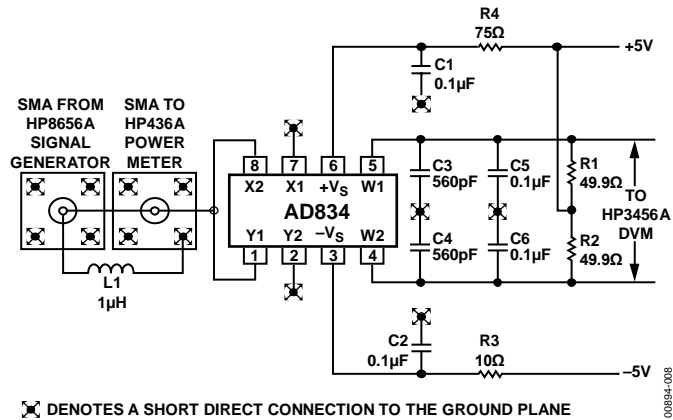 R4
75Ω
+5V
C1
0.1µF
SMA FROM
HP8656A
SIGNAL
GENERATOR
SMA TO
HP436A
POWER
METER
8
7
6
5
X2
X1
+VS
W1
AD834
Y1
Y2
–VS
W2
1
2
3
4
L1
1µH
C3
560pF
C5
0.1µF
R1
49.9Ω
TO
HP3456A
DVM
C4
560pF
C6
0.1µF
R2
49.9Ω
C2
0.1µF
R3
10Ω
–5V
DENOTES A SHORT DIRECT CONNECTION TO THE GROUND PLANE
00894-008